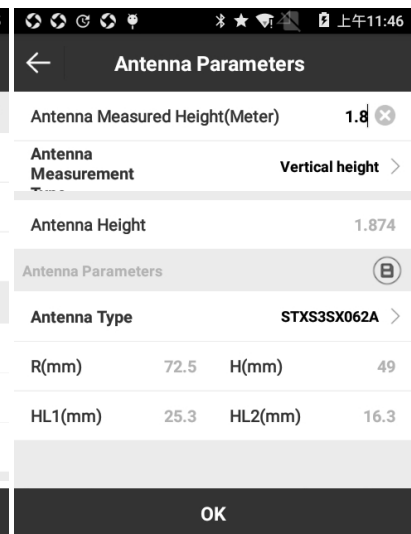 上午11:46
Antenna Parameters
Antenna Measured Height(Meter) 1.8
Antenna
Measurement Vertical height
Antenna Height 1.874
Antenna Parameters
Antenna Type STXS3SX062A
R(mm) 72.5 H(mm) 49
HL1(mm) 25.3 HL2(mm) 16.3
OK